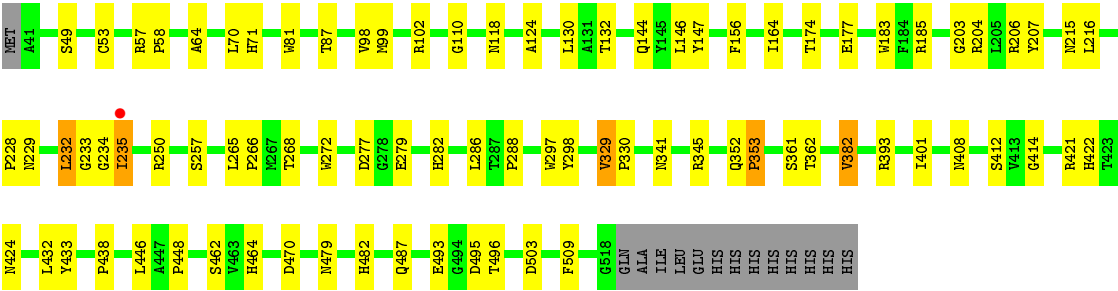 MET A41 S49 C53 R57 P58 A64 L70 H71 W81 T87 V98 M99 R102 G110 N118 A124 L130 A131 T132 Q144 Y145 L146 Y147 F156 I164 T174 E177 W183 F184 R185 G203 R204 L205 R206 Y207 N215 L216
P228 N229 L232 G233 G234 I235 R250 S257 L265 P266 M267 T268 W272 D277 G278 E279 H282 L286 T287 P288 W297 Y298 V329 P330 N341 R345 Q352 P353 S361 T362 V382 R393 I401 N408 S412 V413 G414 R421 H422 T423
N424 L432 Y433 P438 L446 A447 P448 S462 V463 H464 D470 N479 H482 Q487 E493 G494 D495 T496 D503 F509 G518 GLN ALA ILE LEU GLU HIS HIS HIS HIS HIS HIS HIS HIS